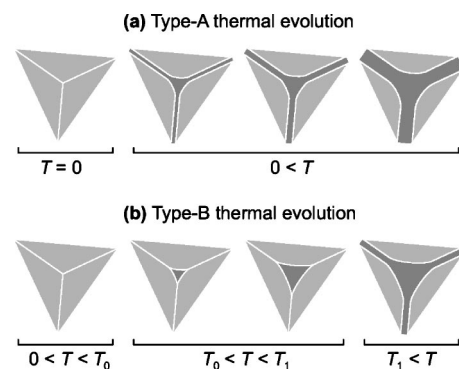 (a) Type-A thermal evolution
T = 0
0 < T
(b) Type-B thermal evolution
0 < T < T₀
T₀ < T < T₁
T₁ < T